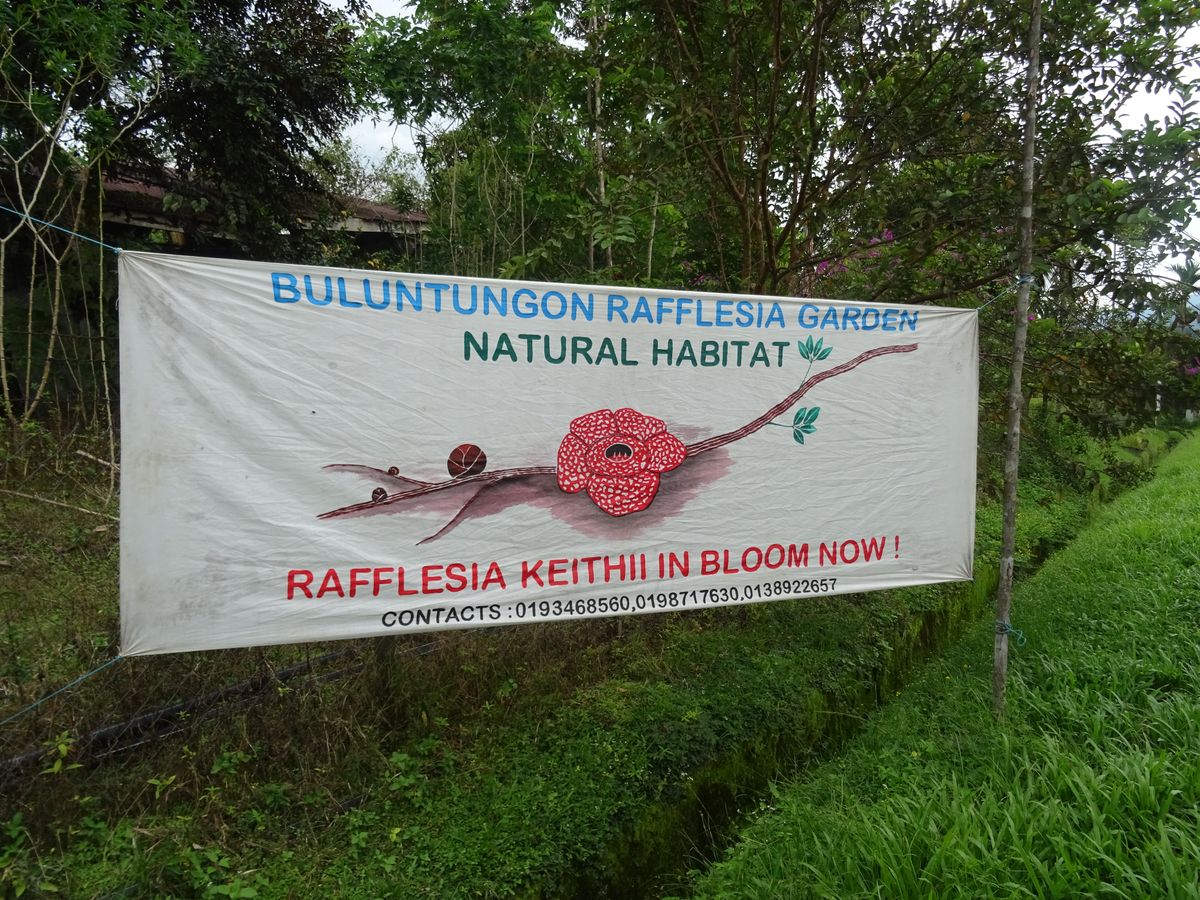 BULUNTUNGON RAFFLESIA GARDEN
NATURAL HABITAT
RAFFLESIA KEITHII IN BLOOM NOW !
CONTACTS : 0193468560,0198717630,0138922657